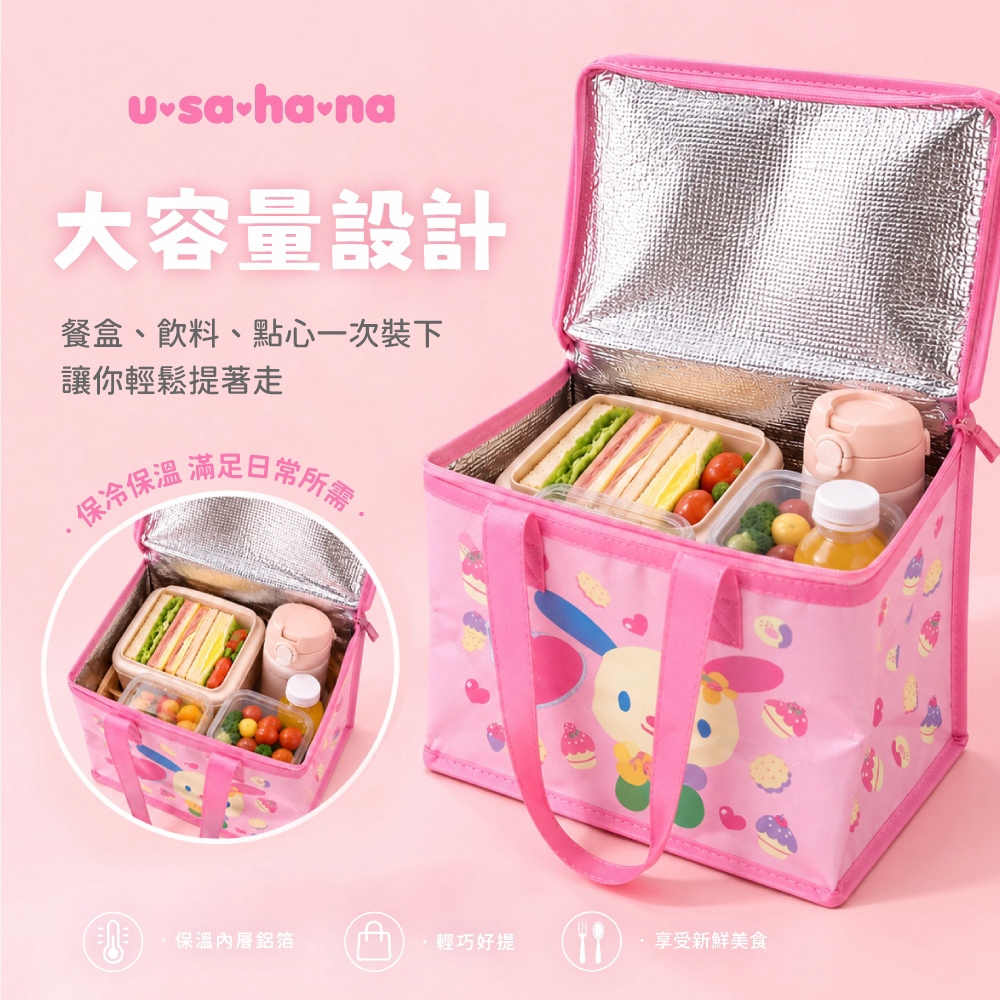 u♥sa♥ha♥na
大容量設計
餐盒、飲料、點心一次裝下
讓你輕鬆提著走
· 保冷保溫 滿足日常所需 ·
· 保溫內層鋁箔
· 輕巧好提
· 享受新鮮美食